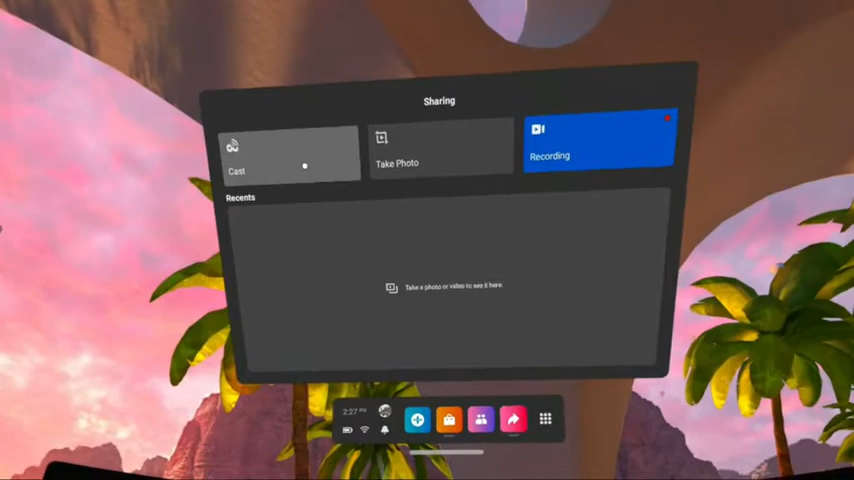 Sharing
Cast
Take Photo
Recording
Recents
Take a photo or video to see it here.
2:27 PM